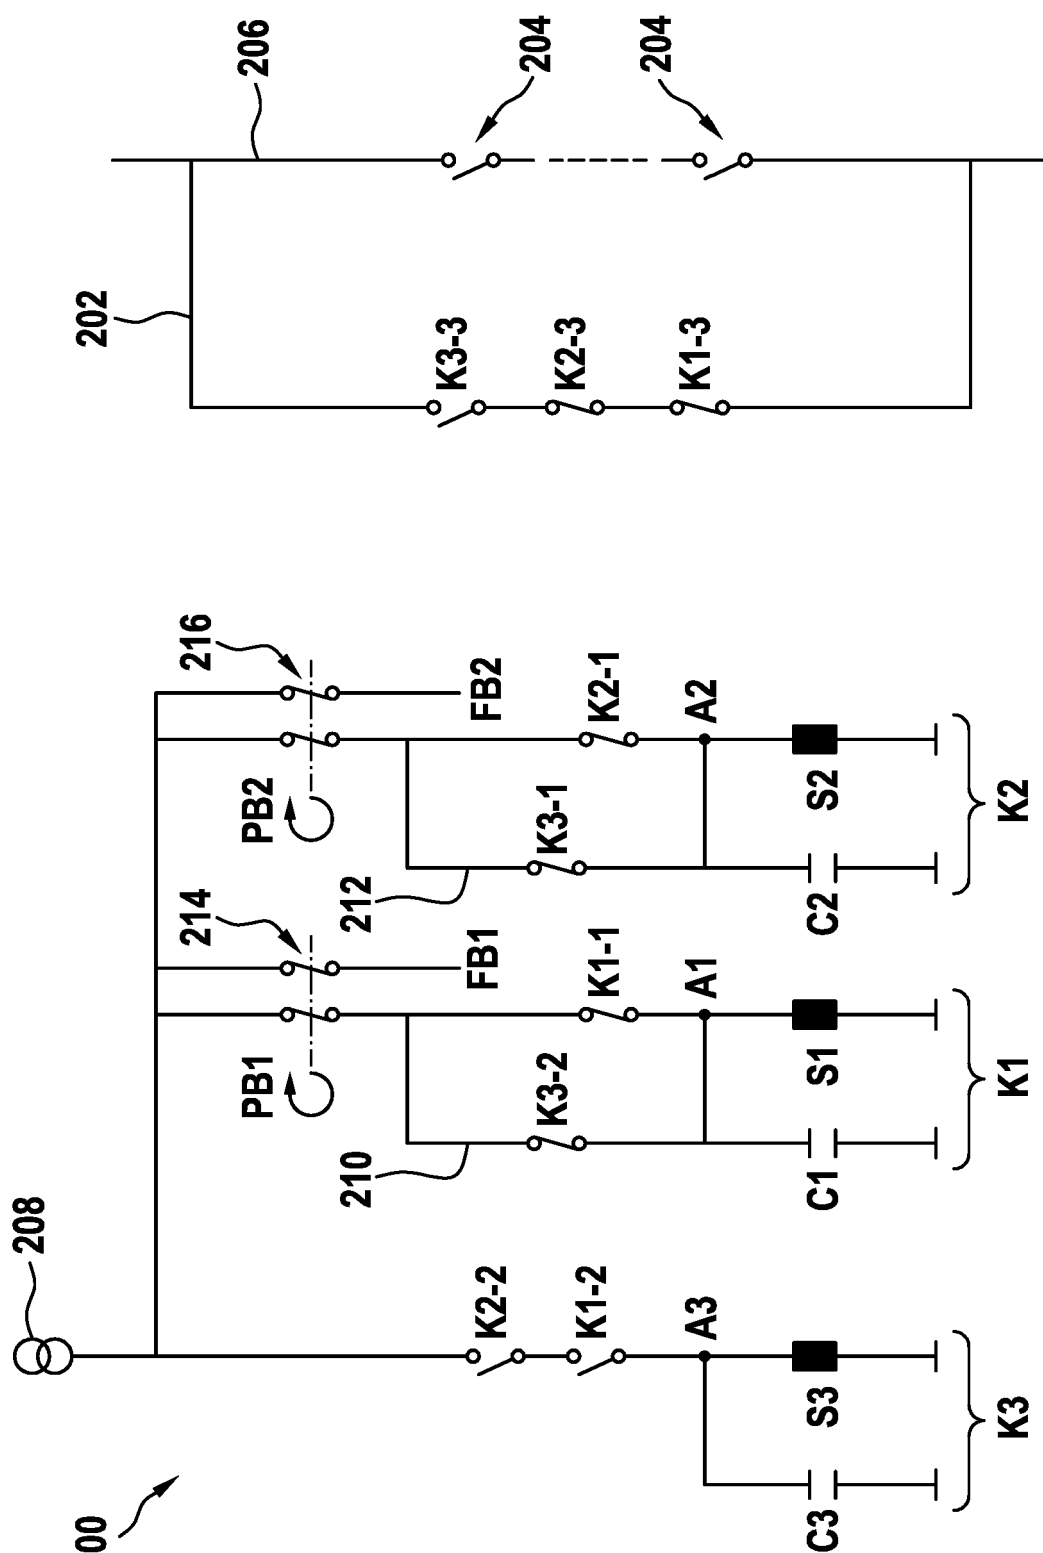 208
00
202
214
216
PB1
PB2
206
210
212
K3-3
K2-2
FB1
FB2
204
K3-2
K3-1
K2-3
K1-2
K1-1
K2-1
204
A3
A1
A2
K1-3
C3
S3
C1
S1
C2
S2
K3
K1
K2